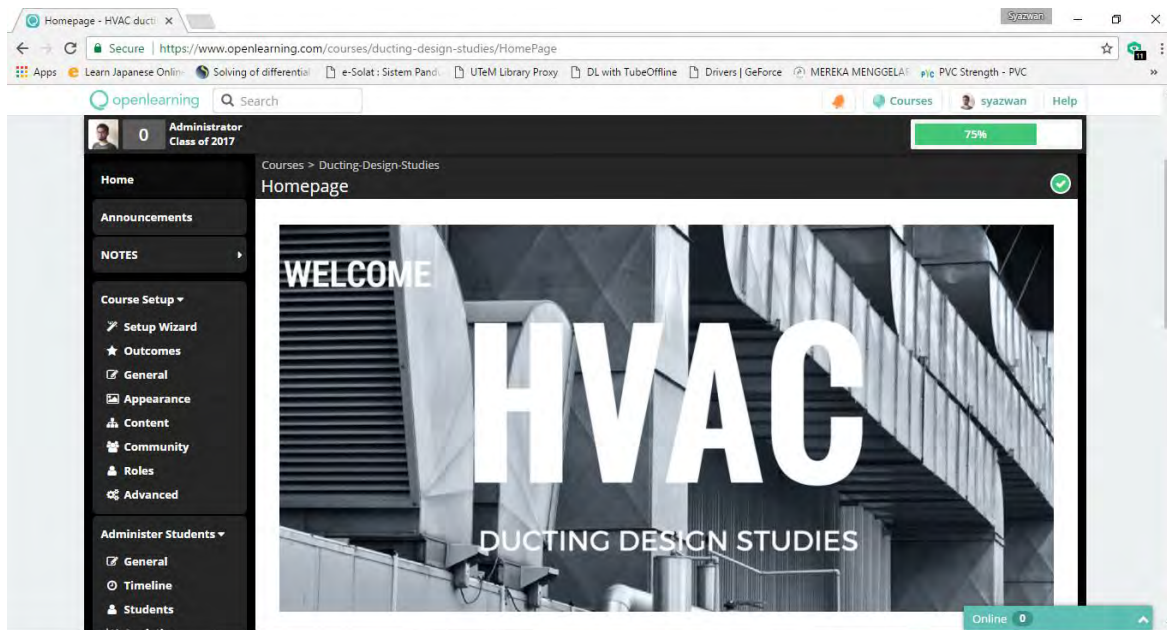 Homepage - HVAC ducti
Syazwan
Secure | https://www.openlearning.com/courses/ducting-design-studies/HomePage
11
Apps Learn Japanese Onlin Solving of differential e-Solat : Sistem Pandu UTeM Library Proxy DL with TubeOffline Drivers | GeForce MEREKA MENGGELAR pvc PVC Strength - PVC »
openlearning Search Courses syazwan Help
0 Administrator
Class of 2017
75%
Courses > Ducting-Design-Studies
Homepage
Home
Announcements
NOTES
Course Setup
Setup Wizard
Outcomes
General
Appearance
Content
Community
Roles
Advanced
Administer Students
General
Timeline
Students
WELCOME
HVAC
DUCTING DESIGN STUDIES
Online 0